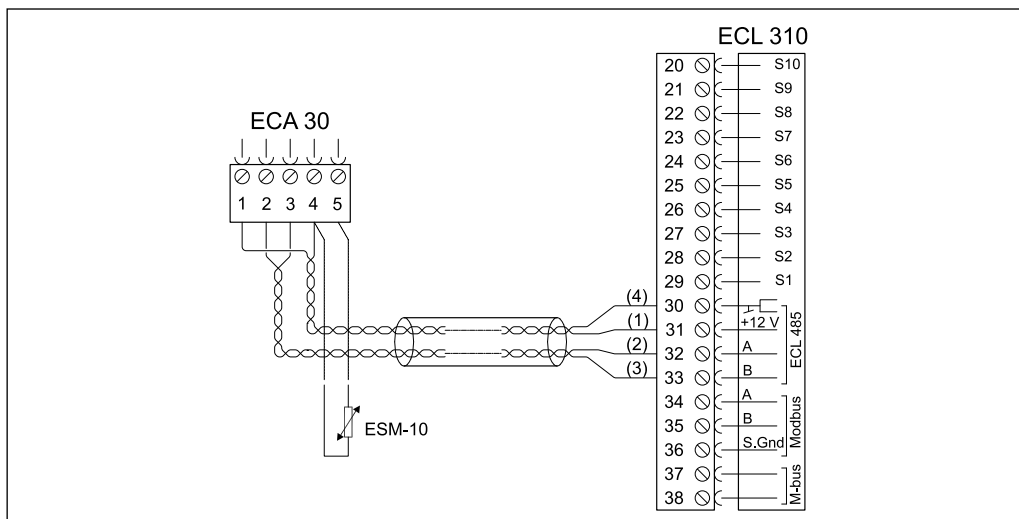 ECL 310
20 S10
21 S9
22 S8
23 S7
24 S6
25 S5
26 S4
27 S3
28 S2
29 S1
(4) 30
(1) 31 +12 V
(2) 32 A
(3) 33 B
ECL 485
34 A
35 B
36 S.Gnd
Modbus
37
38
M-bus
ECA 30
1 2 3 4 5
ESM-10